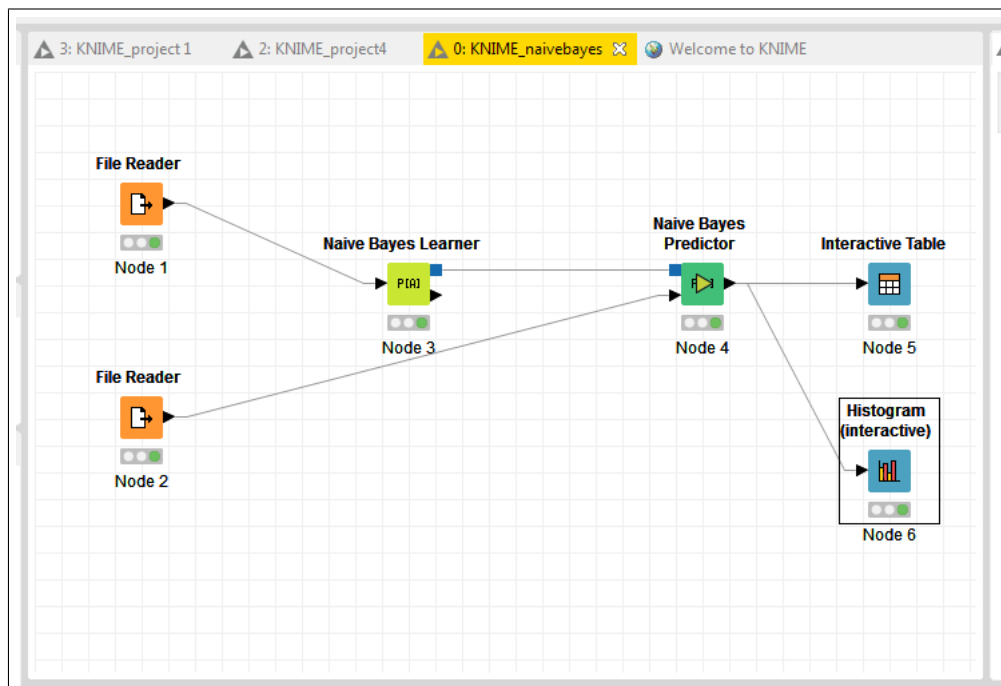 3: KNIME_project 1
2: KNIME_project4
0: KNIME_naivebayes
Welcome to KNIME
File Reader
Node 1
Naive Bayes Learner
P[A]
Node 3
Naive Bayes
Predictor
Node 4
Interactive Table
Node 5
File Reader
Node 2
Histogram
(interactive)
Node 6